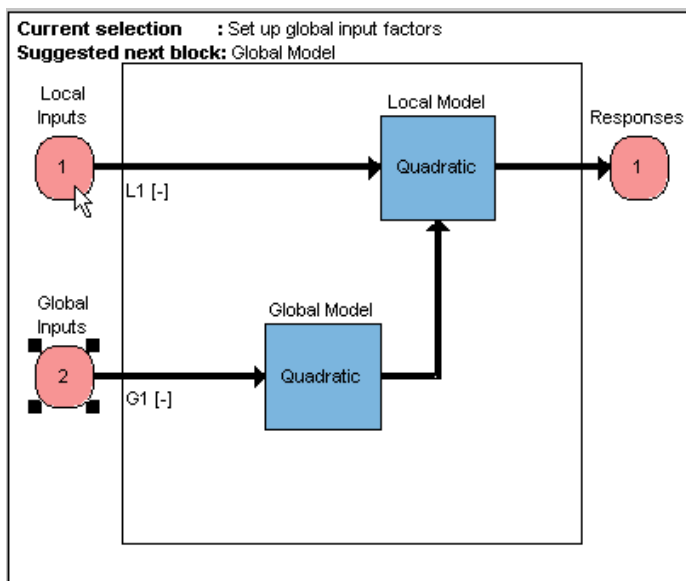 Current selection : Set up global input factors
Suggested next block: Global Model
Local
Inputs
Local Model
Responses
1
Quadratic
1
L1 [-]
Global
Inputs
Global Model
2
Quadratic
G1 [-]